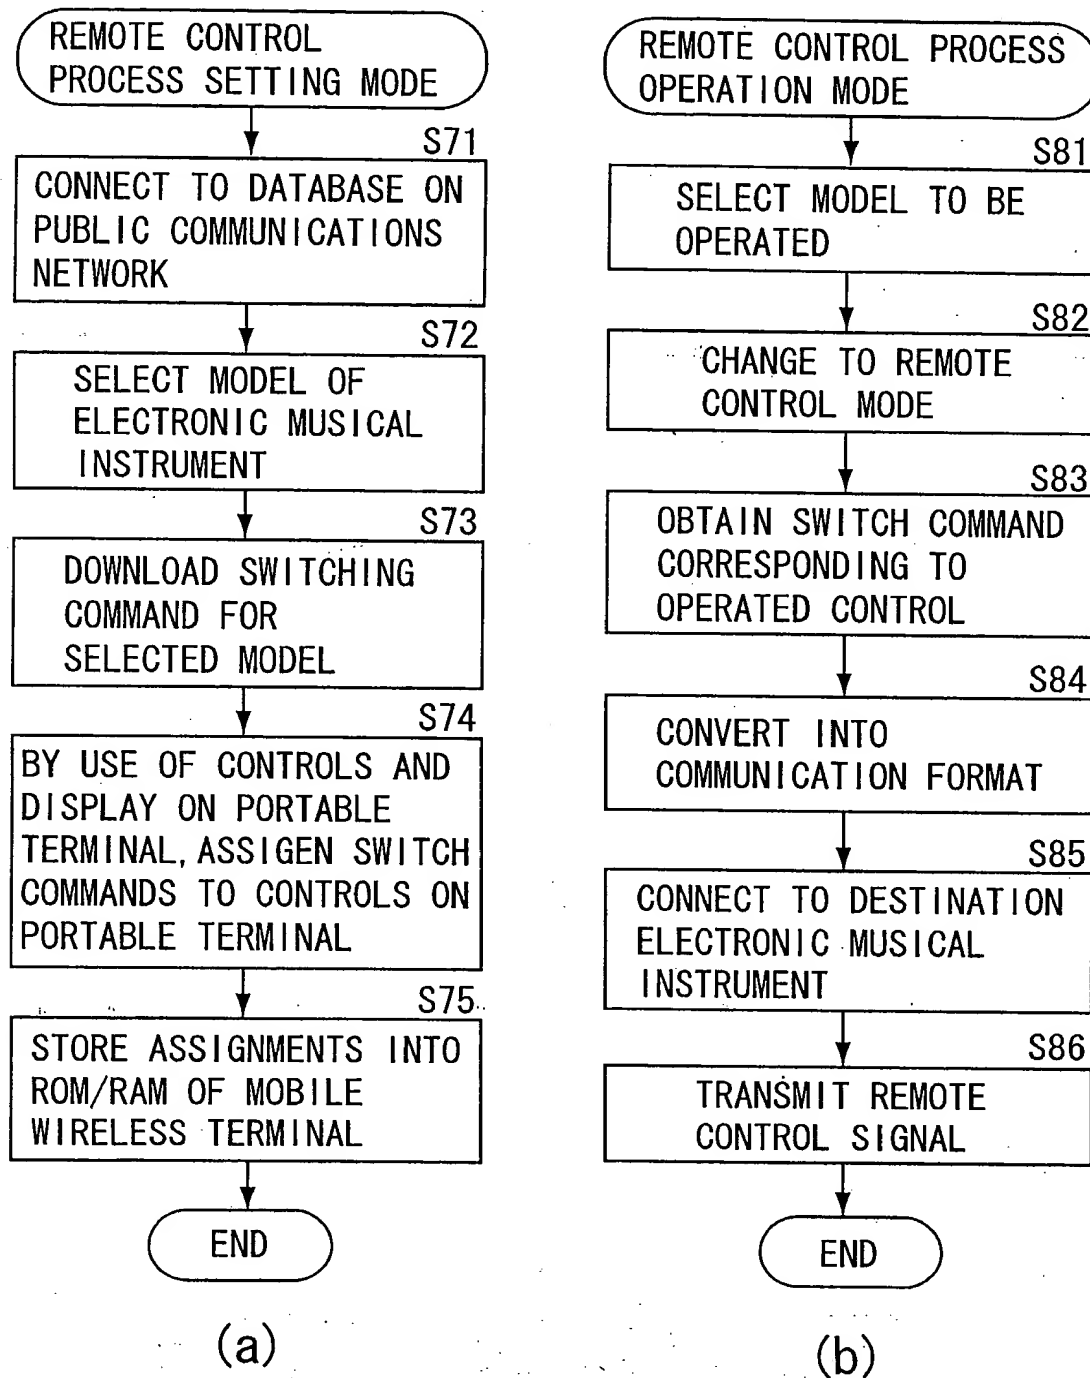 REMOTE CONTROL
PROCESS SETTING MODE
S71
CONNECT TO DATABASE ON
PUBLIC COMMUNICATIONS
NETWORK
S72
SELECT MODEL OF
ELECTRONIC MUSICAL
INSTRUMENT
S73
DOWNLOAD SWITCHING
COMMAND FOR
SELECTED MODEL
S74
BY USE OF CONTROLS AND
DISPLAY ON PORTABLE
TERMINAL, ASSIGEN SWITCH
COMMANDS TO CONTROLS ON
PORTABLE TERMINAL
S75
STORE ASSIGNMENTS INTO
ROM/RAM OF MOBILE
WIRELESS TERMINAL
END
(a)
REMOTE CONTROL PROCESS
OPERATION MODE
S81
SELECT MODEL TO BE
OPERATED
S82
CHANGE TO REMOTE
CONTROL MODE
S83
OBTAIN SWITCH COMMAND
CORRESPONDING TO
OPERATED CONTROL
S84
CONVERT INTO
COMMUNICATION FORMAT
S85
CONNECT TO DESTINATION
ELECTRONIC MUSICAL
INSTRUMENT
S86
TRANSMIT REMOTE
CONTROL SIGNAL
END
(b)